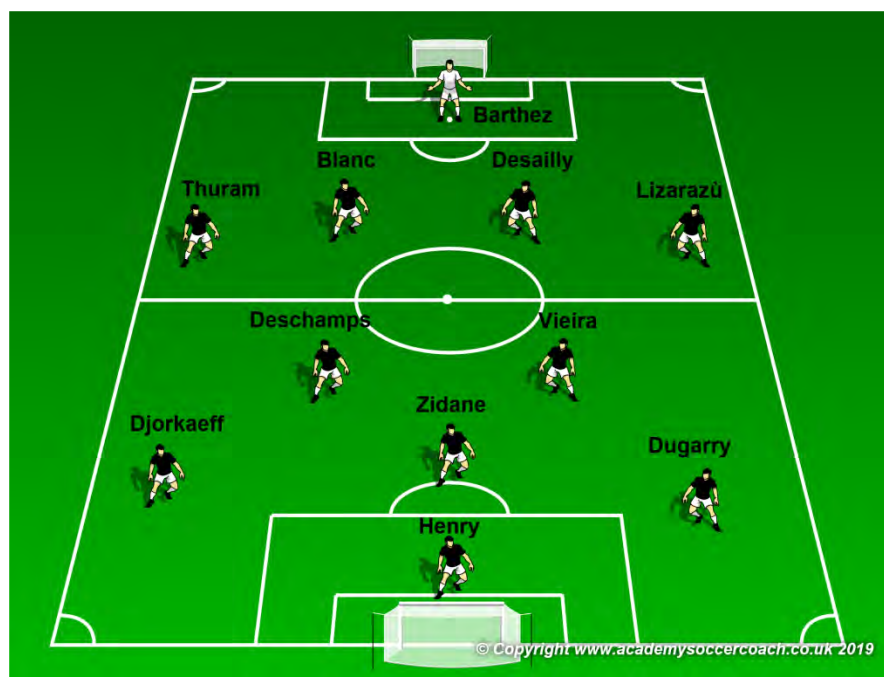 Barthez
Blanc
Desailly
Thuram
Lizarazù
Deschamps
Vieira
Zidane
Djorkaeff
Dugarry
Henry
© Copyright www.academysoccercoach.co.uk 2019